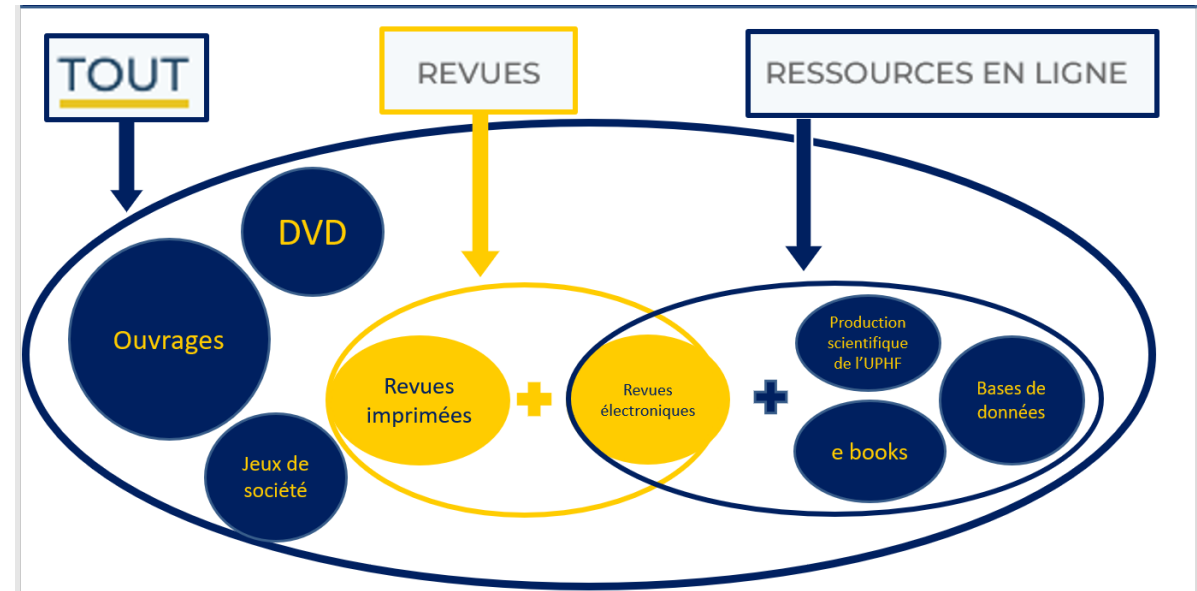 TOUT
REVUES
RESSOURCES EN LIGNE
DVD
Ouvrages
Jeux de
société
Revues
imprimées
Revues
électroniques
Production
scientifique
de l’UPHF
e books
Bases de
données